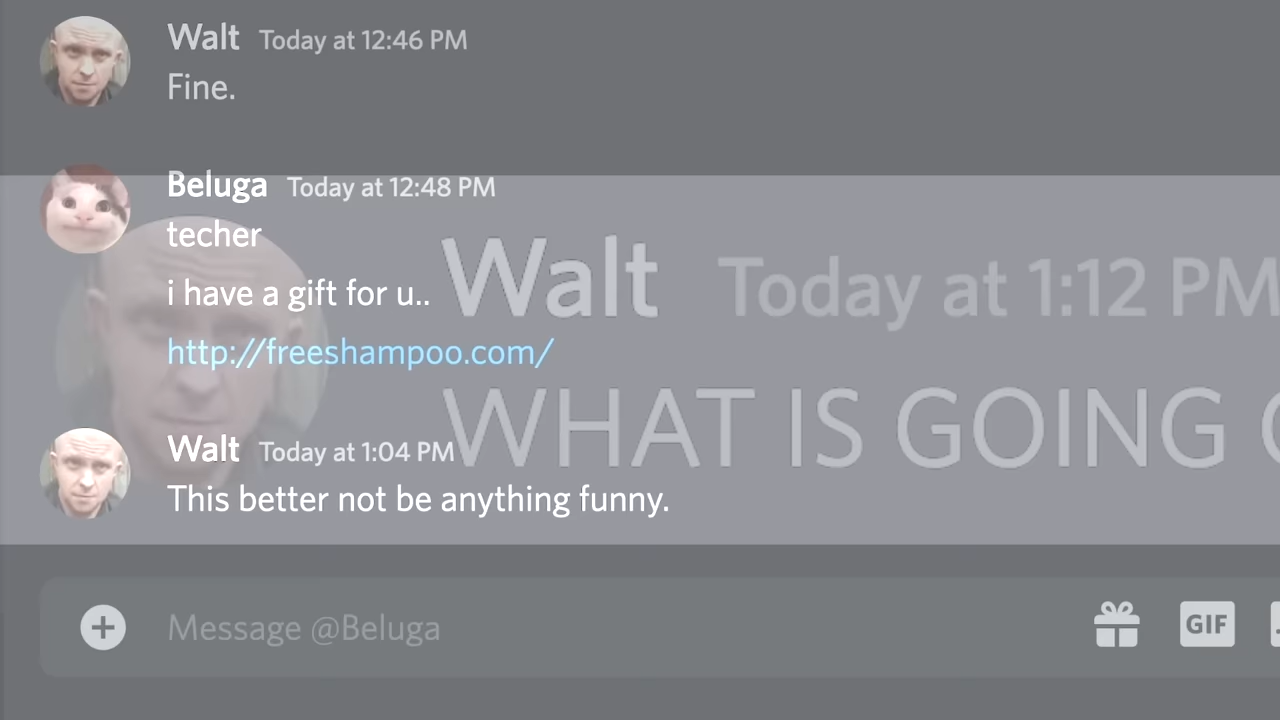 Walt Today at 12:46 PM
Fine.
Beluga Today at 12:48 PM
techer
i have a gift for u..
http://freeshampoo.com/
Walt Today at 1:12 PM
WHAT IS GOING
Walt Today at 1:04 PM
This better not be anything funny.
Message @Beluga
GIF